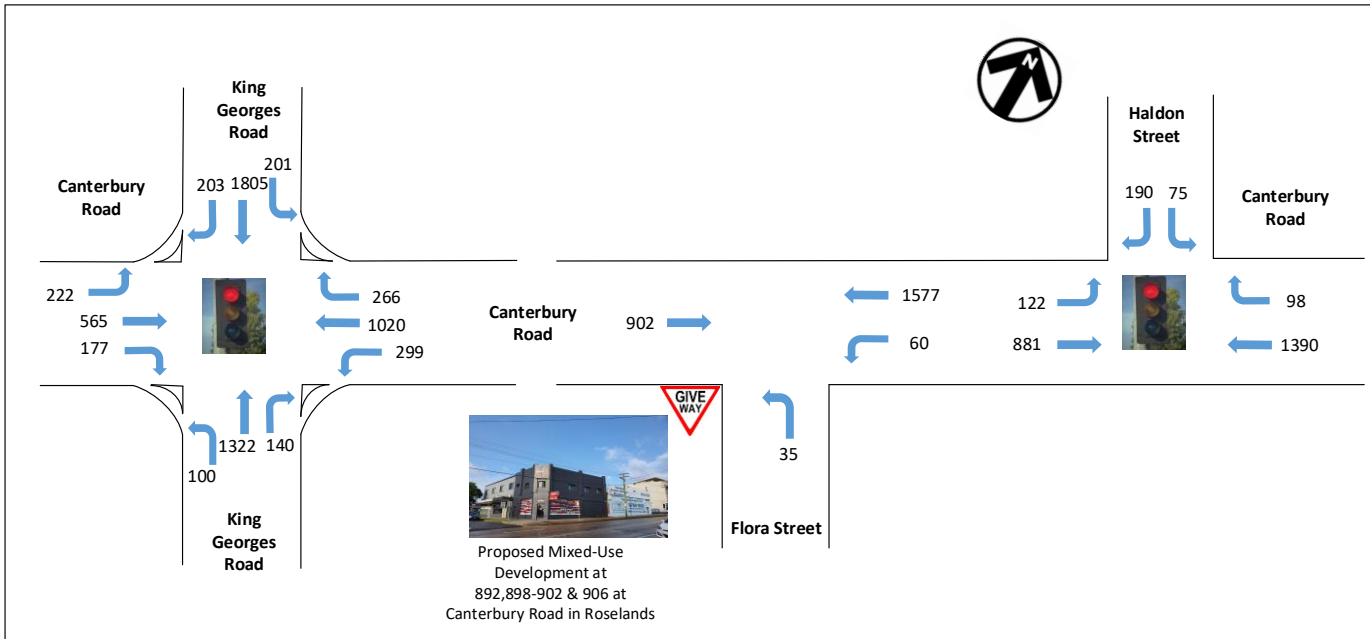 N
King
Georges
Road
Haldon
Street
201
203 1805
190 75
Canterbury
Road
Canterbury
Road
222
266
1577
122
98
565
1020
Canterbury
Road
902
177
299
60
881
1390
GIVE
WAY
1322 140
100
35
King
Georges
Road
Flora Street
Proposed Mixed-Use
Development at
892,898-902 & 906 at
Canterbury Road in Roselands